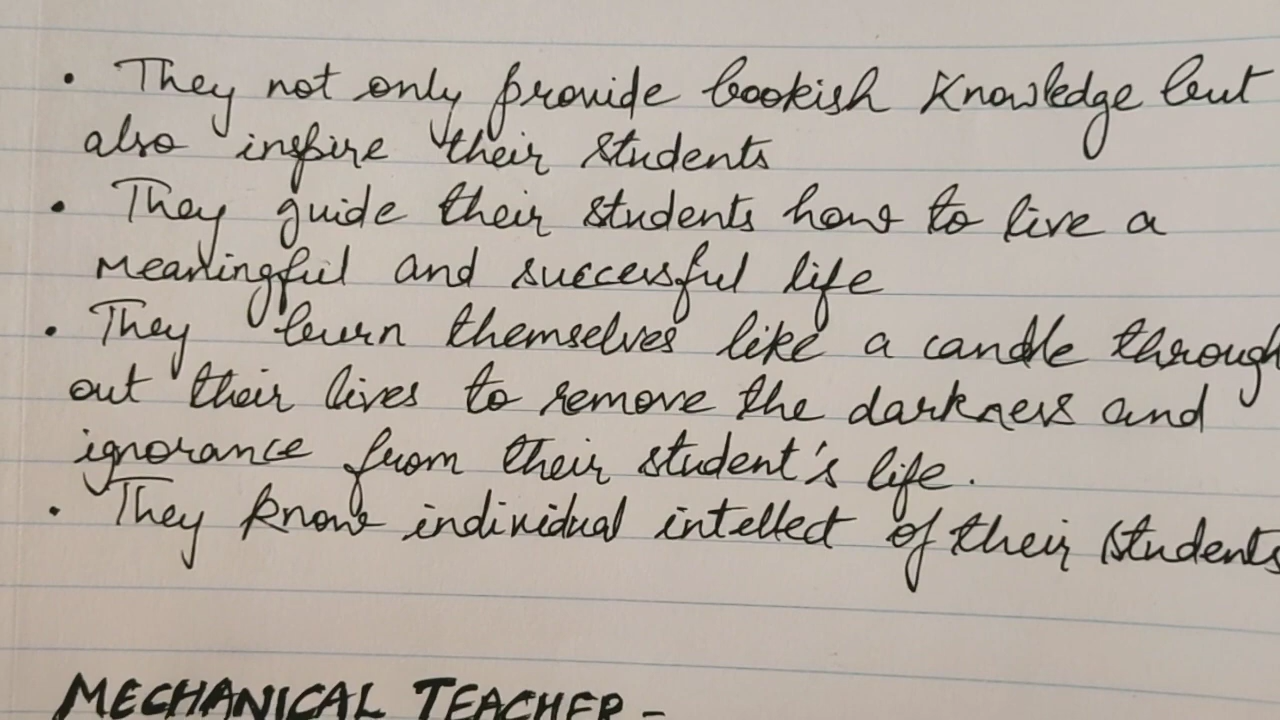 • They not only provide bookish Knowledge but
also inspire their students
• They guide their students how to live a
meaningful and successful life
• They burn themselves like a candle through
out their lives to remove the darkness and
ignorance from their student's life.
• They know individual intellect of their students
MECHANICAL TEACHER -